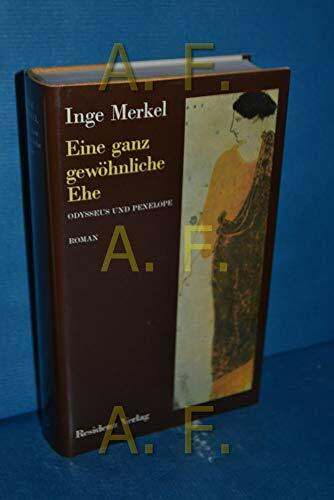 A. F.
Inge Merkel
Eine ganz
gewöhnliche
Ehe
ODYSSEUS UND PENELOPE
ROMAN
A. F.
Residenz Verlag
A. F.